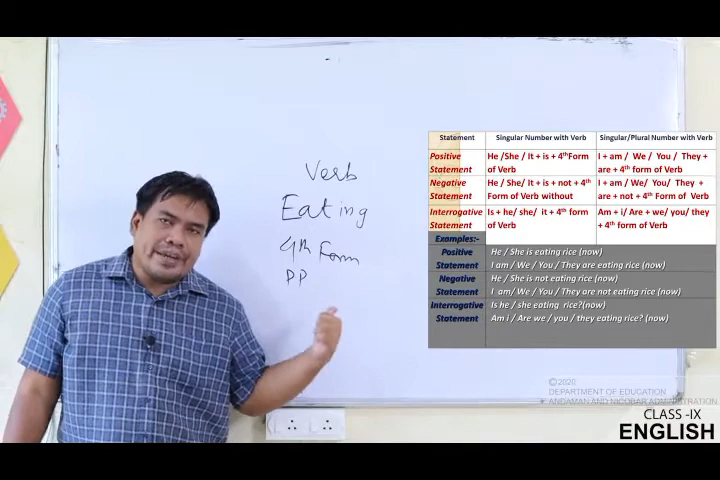 Verb
Eating
4th Form
PP
Statement Singular Number with Verb Singular/Plural Number with Verb
Positive Statement He /She / It + is + 4thForm of Verb I + am / We / You / They + are + 4th form of Verb
Negative Statement He / She/ It + is + not + 4th Form of Verb without I + am / We/ You/ They + are + not + 4th Form of Verb
Interrogative Statement Is + he/ she/ it + 4th form of Verb Am + i/ Are + we/ you/ they + 4th form of Verb
Examples:-
Positive He / She is eating rice (now)
Statement I am / We / You / They are eating rice (now)
Negative He / She is not eating rice (now)
Statement I am/ We / You / They are not eating rice (now)
Interrogative Is he / she eating rice?(now)
Statement Am i / Are we / you / they eating rice? (now)
©2020
DEPARTMENT OF EDUCATION
ANDAMAN AND NICOBAR ADMINISTRATION
CLASS -IX
ENGLISH